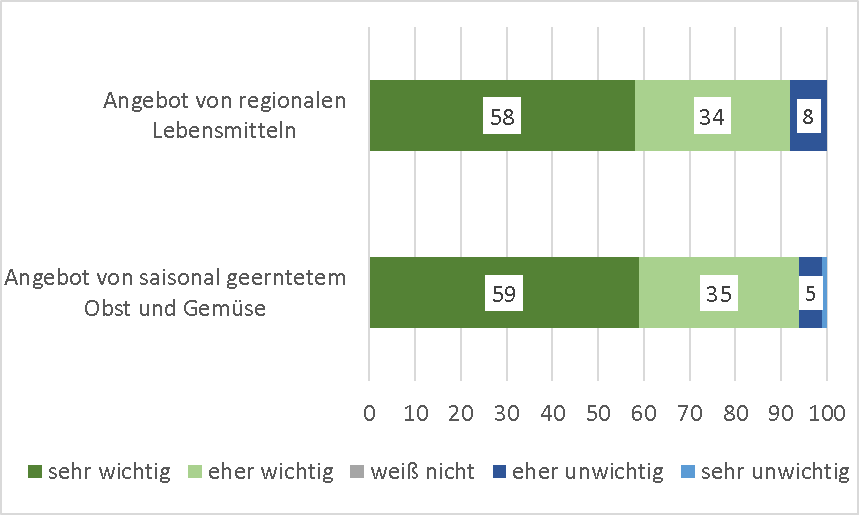 Angebot von regionalen
Lebensmitteln
58 34 8
Angebot von saisonal geerntetem
Obst und Gemüse
59 35 5
0 10 20 30 40 50 60 70 80 90 100
sehr wichtig eher wichtig weiß nicht eher unwichtig sehr unwichtig